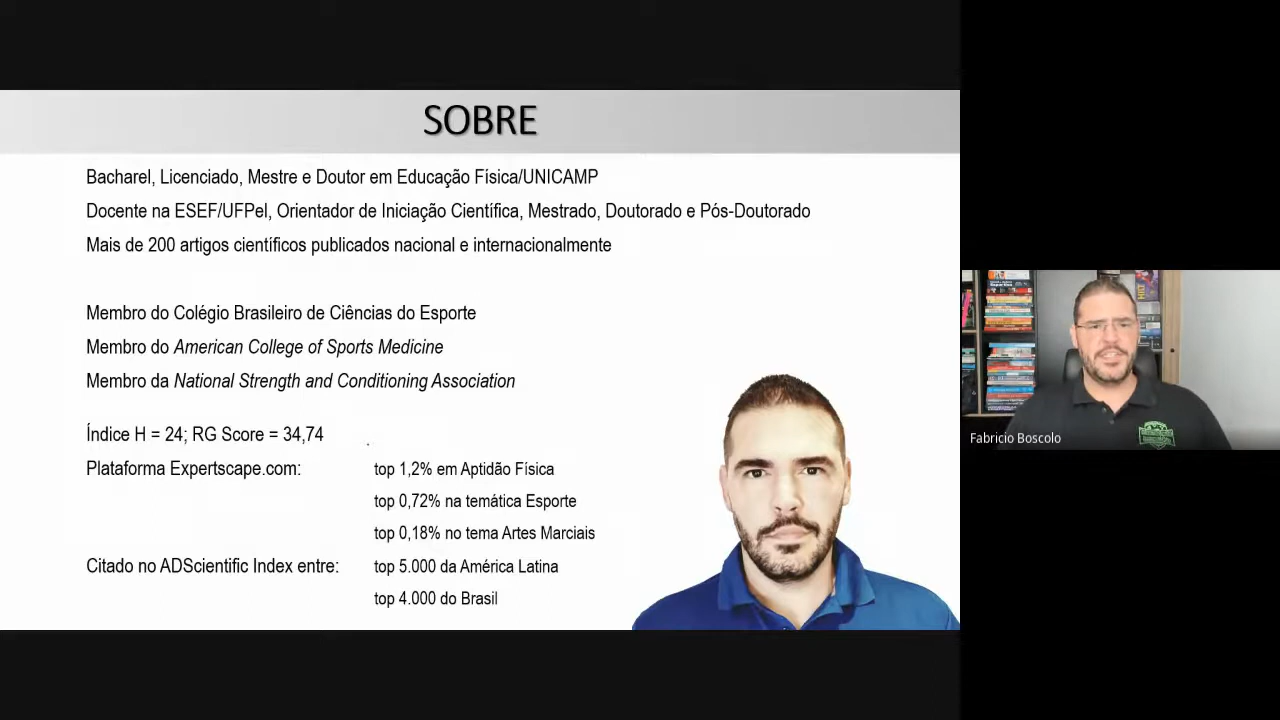 SOBRE
Bacharel, Licenciado, Mestre e Doutor em Educação Física/UNICAMP
Docente na ESEF/UFPel, Orientador de Iniciação Científica, Mestrado, Doutorado e Pós-Doutorado
Mais de 200 artigos científicos publicados nacional e internacionalmente
Membro do Colégio Brasileiro de Ciências do Esporte
Membro do American College of Sports Medicine
Membro da National Strength and Conditioning Association
Índice H = 24; RG Score = 34,74
Plataforma Expertscape.com: top 1,2% em Aptidão Física
top 0,72% na temática Esporte
top 0,18% no tema Artes Marciais
Citado no ADScientific Index entre: top 5.000 da América Latina
top 4.000 do Brasil
HIIT
Fabricio Boscolo